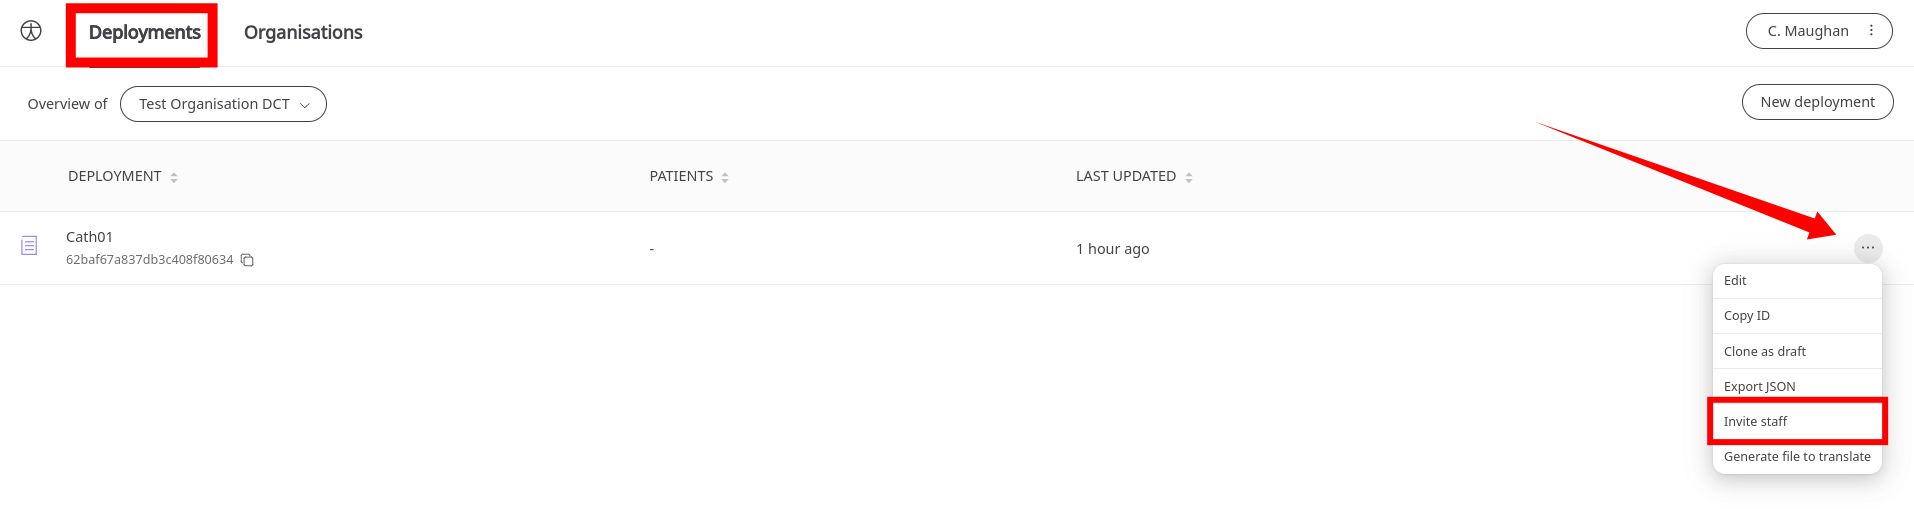 Deployments
Organisations
C. Maughan
Overview of
Test Organisation DCT
New deployment
DEPLOYMENT
PATIENTS
LAST UPDATED
Cath01
62baf67a837db3c408f80634
-
1 hour ago
Edit
Copy ID
Clone as draft
Export JSON
Invite staff
Generate file to translate